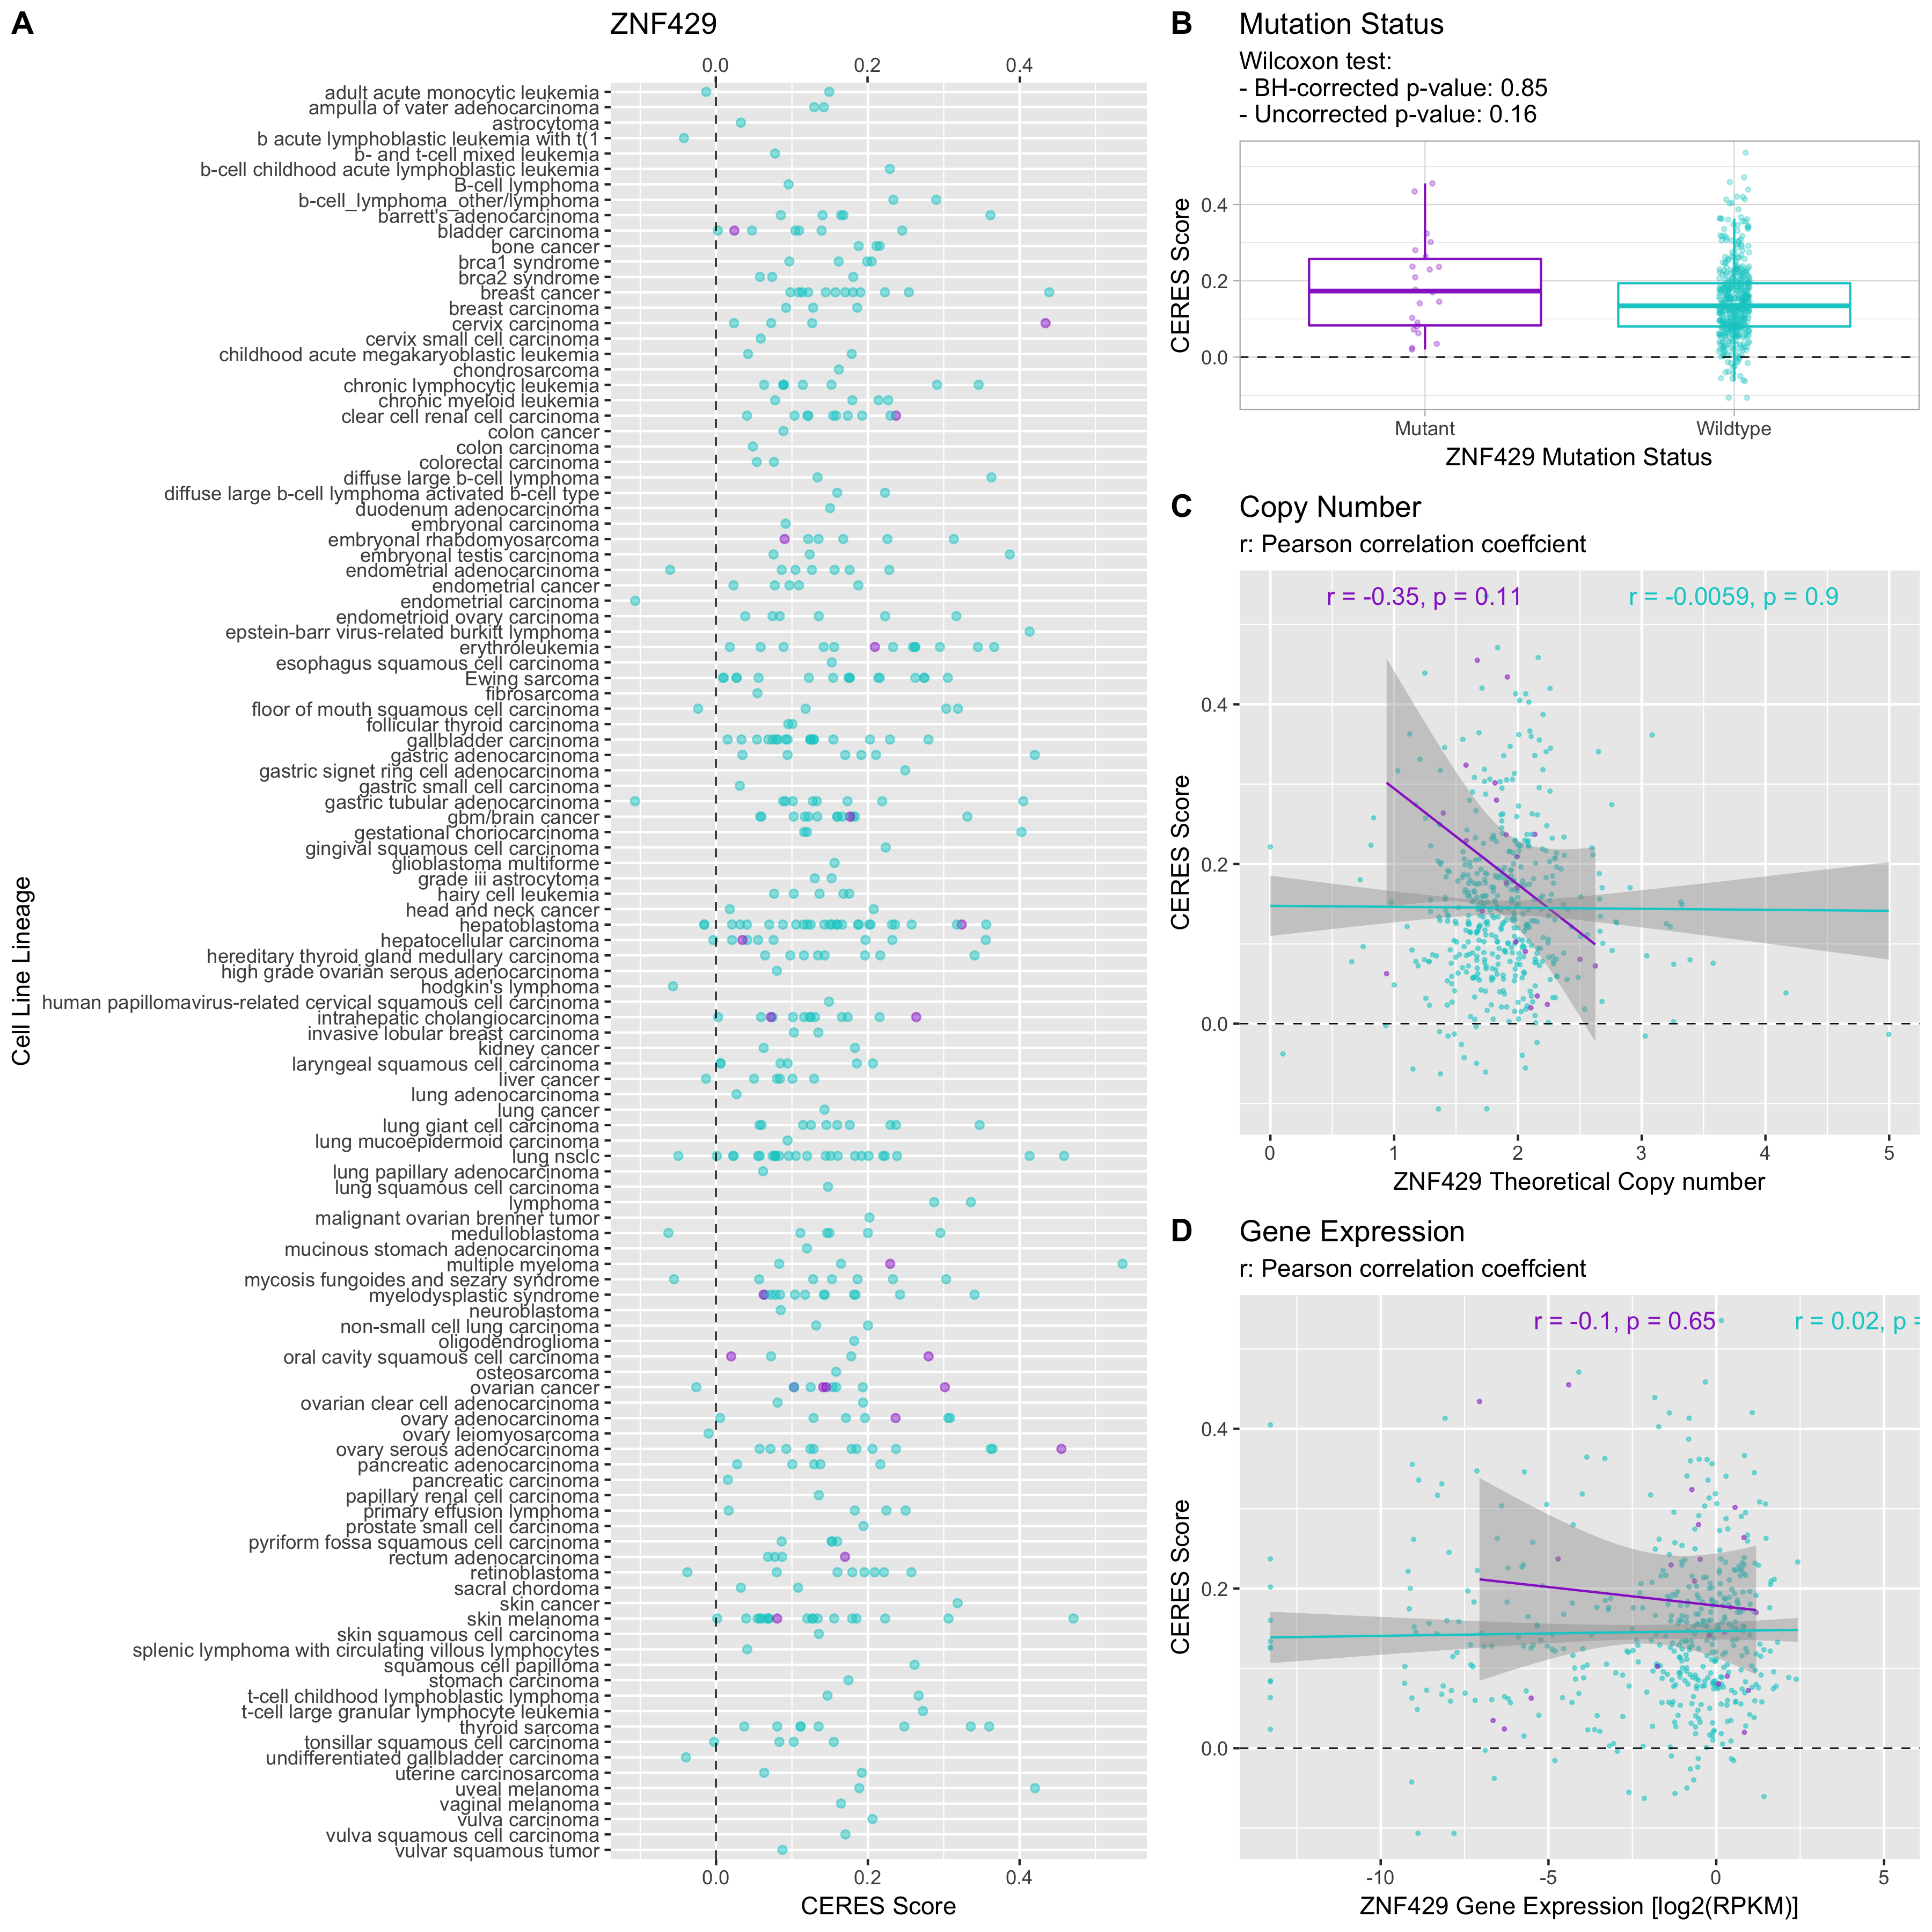 A
ZNF429
0.0
0.2
0.4
adult acute monocytic leukemia
ampulla of vater adenocarcinoma
astrocytoma
b acute lymphoblastic leukemia with t(1
b- and t-cell mixed leukemia
b-cell childhood acute lymphoblastic leukemia
B-cell lymphoma
b-cell_lymphoma_other/lymphoma
barrett's adenocarcinoma
bladder carcinoma
bone cancer
brca1 syndrome
brca2 syndrome
breast cancer
breast carcinoma
cervix carcinoma
cervix small cell carcinoma
childhood acute megakaryoblastic leukemia
chondrosarcoma
chronic lymphocytic leukemia
chronic myeloid leukemia
clear cell renal cell carcinoma
colon cancer
colon carcinoma
colorectal carcinoma
diffuse large b-cell lymphoma
diffuse large b-cell lymphoma activated b-cell type
duodenum adenocarcinoma
embryonal carcinoma
embryonal rhabdomyosarcoma
embryonal testis carcinoma
endometrial adenocarcinoma
endometrial cancer
endometrial carcinoma
endometrioid ovary carcinoma
epstein-barr virus-related burkitt lymphoma
erythroleukemia
esophagus squamous cell carcinoma
Ewing sarcoma
fibrosarcoma
floor of mouth squamous cell carcinoma
follicular thyroid carcinoma
gallbladder carcinoma
gastric adenocarcinoma
gastric signet ring cell adenocarcinoma
gastric small cell carcinoma
gastric tubular adenocarcinoma
gbm/brain cancer
gestational choriocarcinoma
gingival squamous cell carcinoma
glioblastoma multiforme
grade iii astrocytoma
hairy cell leukemia
head and neck cancer
hepatoblastoma
hepatocellular carcinoma
hereditary thyroid gland medullary carcinoma
high grade ovarian serous adenocarcinoma
hodgkin's lymphoma
human papillomavirus-related cervical squamous cell carcinoma
intrahepatic cholangiocarcinoma
invasive lobular breast carcinoma
kidney cancer
laryngeal squamous cell carcinoma
liver cancer
lung adenocarcinoma
lung cancer
lung giant cell carcinoma
lung mucoepidermoid carcinoma
lung nsclc
lung papillary adenocarcinoma
lung squamous cell carcinoma
lymphoma
malignant ovarian brenner tumor
medulloblastoma
mucinous stomach adenocarcinoma
multiple myeloma
mycosis fungoides and sezary syndrome
myelodysplastic syndrome
neuroblastoma
non-small cell lung carcinoma
oligodendroglioma
oral cavity squamous cell carcinoma
osteosarcoma
ovarian cancer
ovarian clear cell adenocarcinoma
ovary adenocarcinoma
ovary leiomyosarcoma
ovary serous adenocarcinoma
pancreatic adenocarcinoma
pancreatic carcinoma
papillary renal cell carcinoma
primary effusion lymphoma
prostate small cell carcinoma
pyriform fossa squamous cell carcinoma
rectum adenocarcinoma
retinoblastoma
sacral chordoma
skin cancer
skin melanoma
skin squamous cell carcinoma
splenic lymphoma with circulating villous lymphocytes
squamous cell papilloma
stomach carcinoma
t-cell childhood lymphoblastic lymphoma
t-cell large granular lymphocyte leukemia
thyroid sarcoma
tonsillar squamous cell carcinoma
undifferentiated gallbladder carcinoma
uterine carcinosarcoma
uveal melanoma
vaginal melanoma
vulva carcinoma
vulva squamous cell carcinoma
vulvar squamous tumor
0.0
0.2
0.4
CERES Score
Cell Line Lineage
B
Mutation Status
Wilcoxon test:
- BH-corrected p-value: 0.85
- Uncorrected p-value: 0.16
0.4
0.2
0.0
CERES Score
Mutant
Wildtype
ZNF429 Mutation Status
C
Copy Number
r: Pearson correlation coeffcient
r = -0.35, p = 0.11
r = -0.0059, p = 0.9
0.4
0.2
0.0
CERES Score
0
1
2
3
4
5
ZNF429 Theoretical Copy number
D
Gene Expression
r: Pearson correlation coeffcient
r = -0.1, p = 0.65
r = 0.02, p =
0.4
0.2
0.0
CERES Score
-10
-5
0
5
ZNF429 Gene Expression [log2(RPKM)]